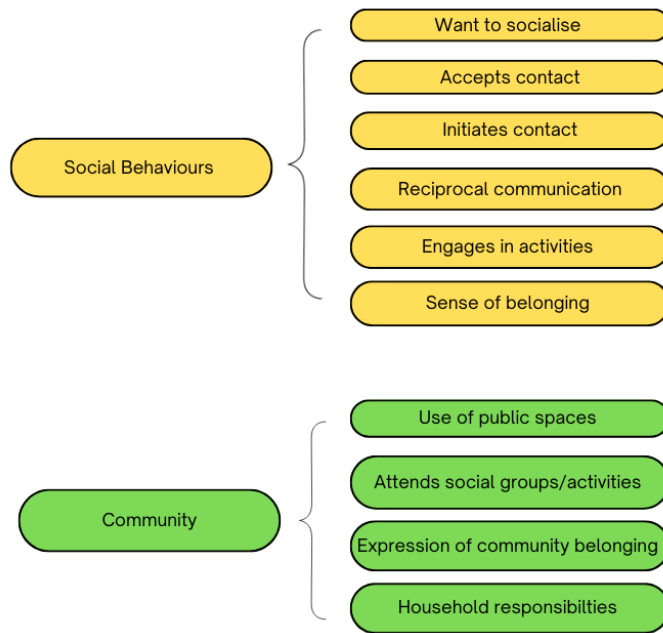 Social Behaviours
Want to socialise
Accepts contact
Initiates contact
Reciprocal communication
Engages in activities
Sense of belonging
Community
Use of public spaces
Attends social groups/activities
Expression of community belonging
Household responsibilties